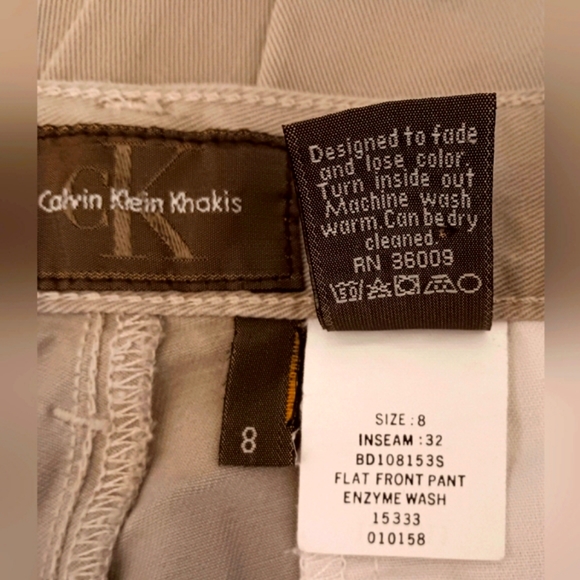 CK
Calvin Klein Khakis
Designed to fade
and lose color.
Turn inside out
Machine wash
warm. Can be dry
cleaned.
RN 36009
8
SIZE : 8
INSEAM : 32
BD108153S
FLAT FRONT PANT
ENZYME WASH
15333
010158